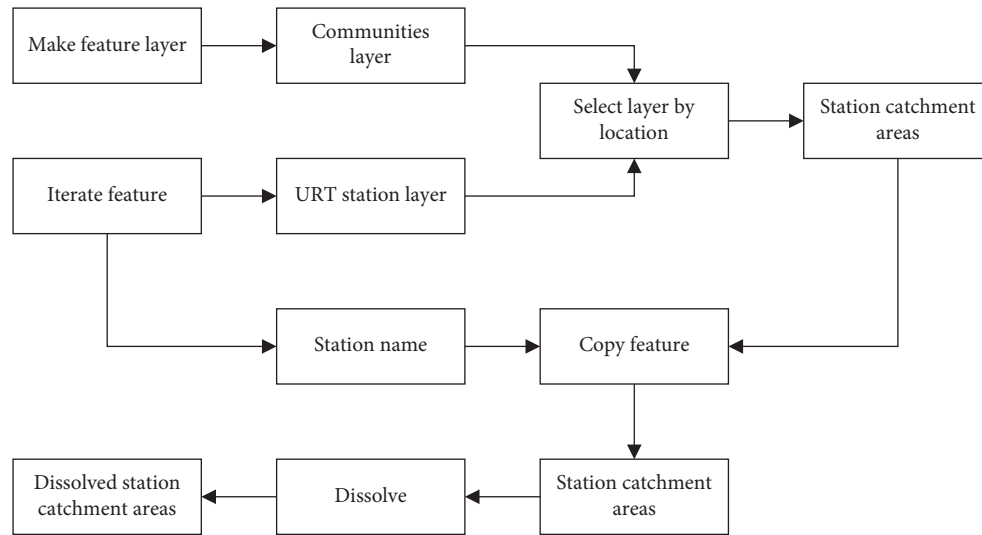 Make feature layer
Communities
layer
Select layer by
location
Station catchment
areas
Iterate feature
URT station layer
Station name
Copy feature
Dissolved station
catchment areas
Dissolve
Station catchment
areas